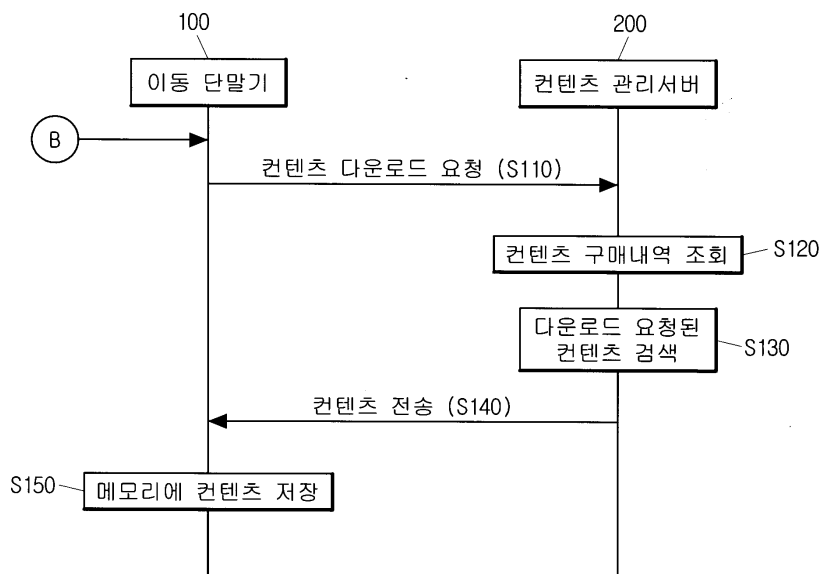 100
200
이동 단말기
컨텐츠 관리서버
B
컨텐츠 다운로드 요청 (S110)
컨텐츠 구매내역 조회
S120
다운로드 요청된
컨텐츠 검색
S130
컨텐츠 전송 (S140)
S150
메모리에 컨텐츠 저장